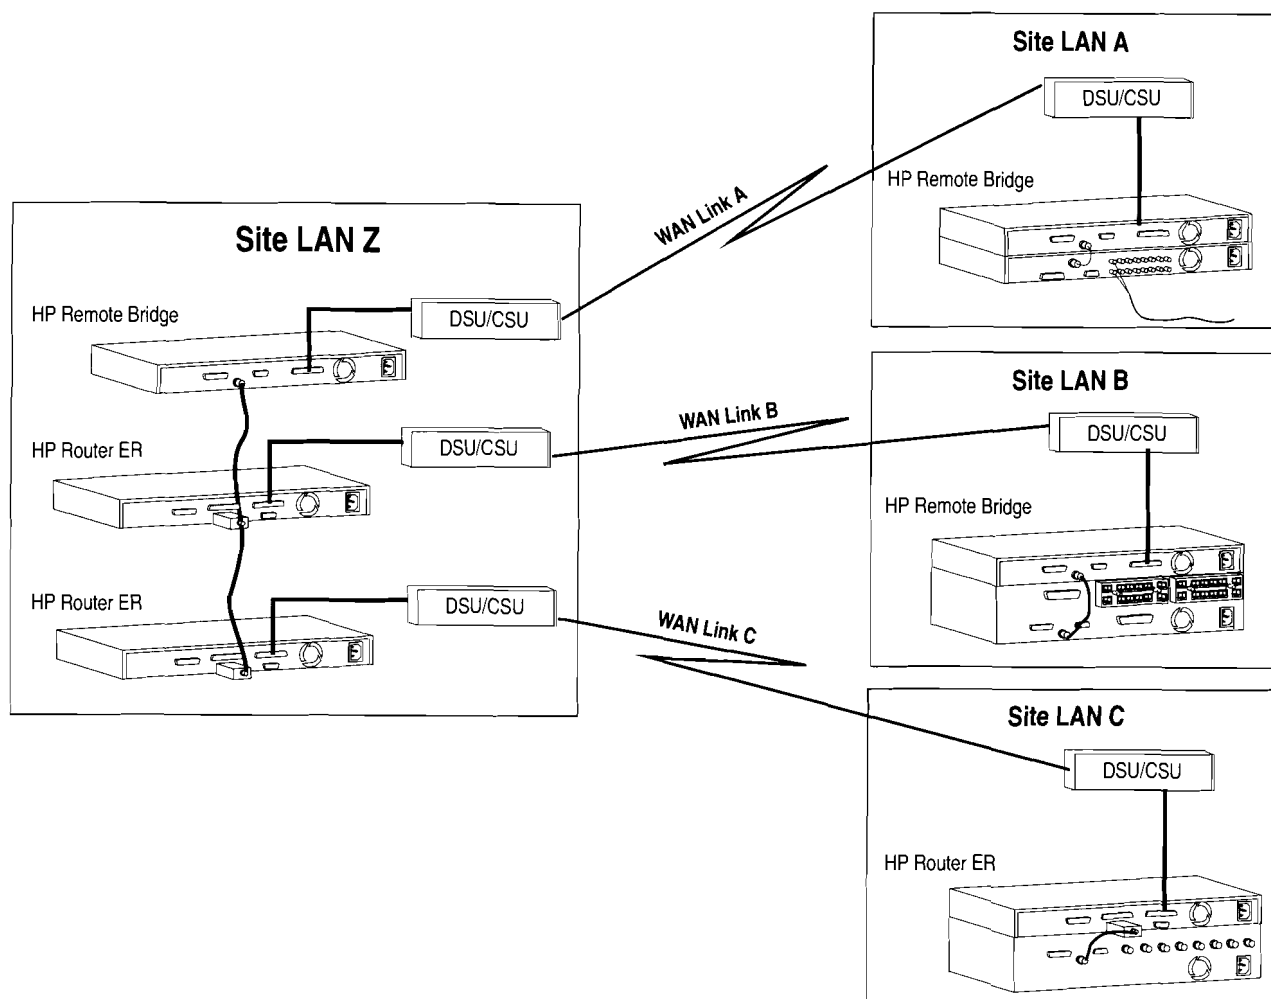 Site LAN Z
HP Remote Bridge
DSU/CSU
HP Router ER
DSU/CSU
HP Router ER
DSU/CSU
WAN Link A
WAN Link B
WAN Link C
Site LAN A
DSU/CSU
HP Remote Bridge
Site LAN B
DSU/CSU
HP Remote Bridge
Site LAN C
DSU/CSU
HP Router ER